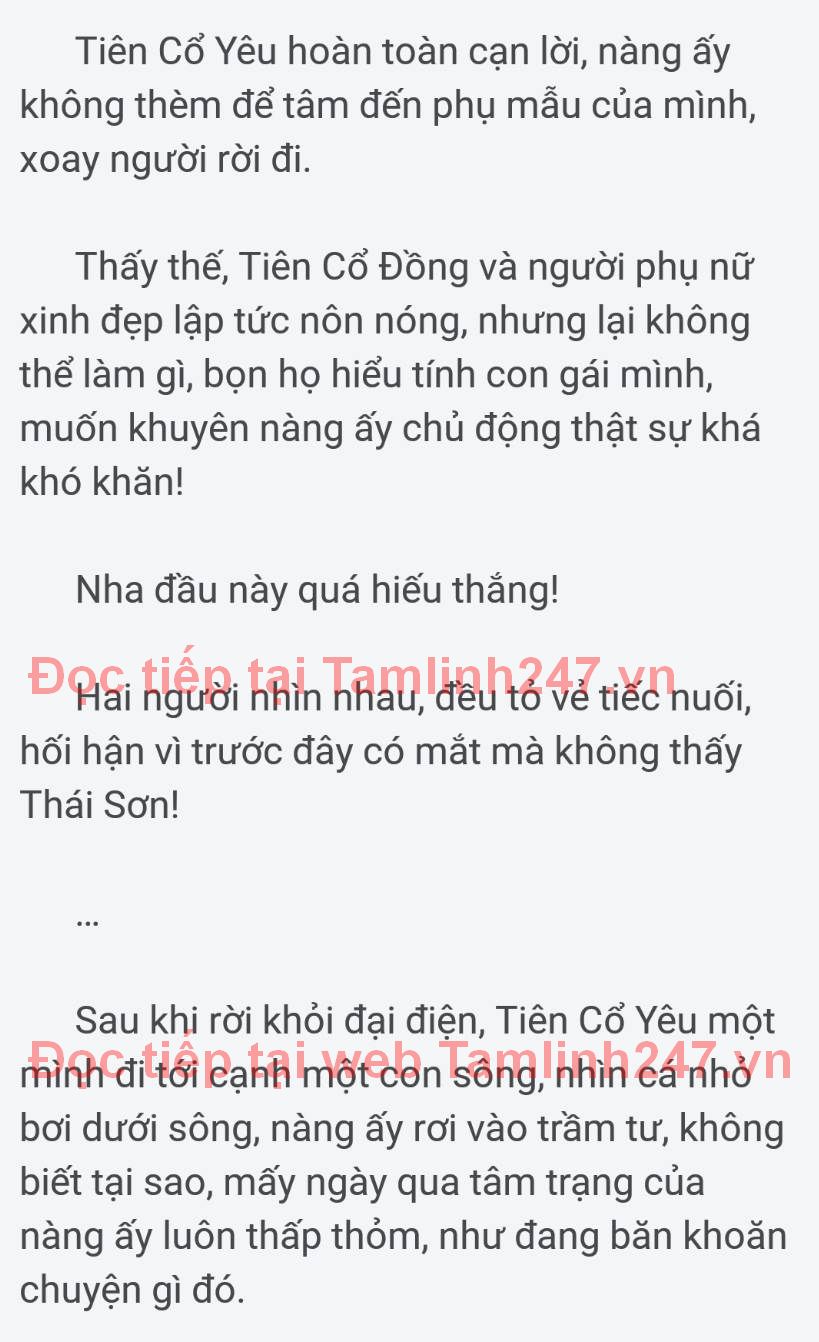 Tiên Cổ Yêu hoàn toàn cạn lời, nàng ấy
không thèm để tâm đến phụ mẫu của mình,
xoay người rời đi.
Thấy thế, Tiên Cổ Đồng và người phụ nữ
xinh đẹp lập tức nôn nóng, nhưng lại không
thể làm gì, bọn họ hiểu tính con gái mình,
muốn khuyên nàng ấy chủ động thật sự khá
khó khăn!
Nha đầu này quá hiếu thắng!
Đọc tiếp tại Tamlinh247.vn
Hai người nhìn nhau, đều tỏ vẻ tiếc nuối,
hối hận vì trước đây có mắt mà không thấy
Thái Sơn!
...
Sau khi rời khỏi đại điện, Tiên Cổ Yêu một
Đọc tiếp tại web Tamlinh247.vn
mình đi tới cạnh một con sông, nhìn cá nhỏ
bơi dưới sông, nàng ấy rơi vào trầm tư, không
biết tại sao, mấy ngày qua tâm trạng của
nàng ấy luôn thấp thỏm, như đang băn khoăn
chuyện gì đó.